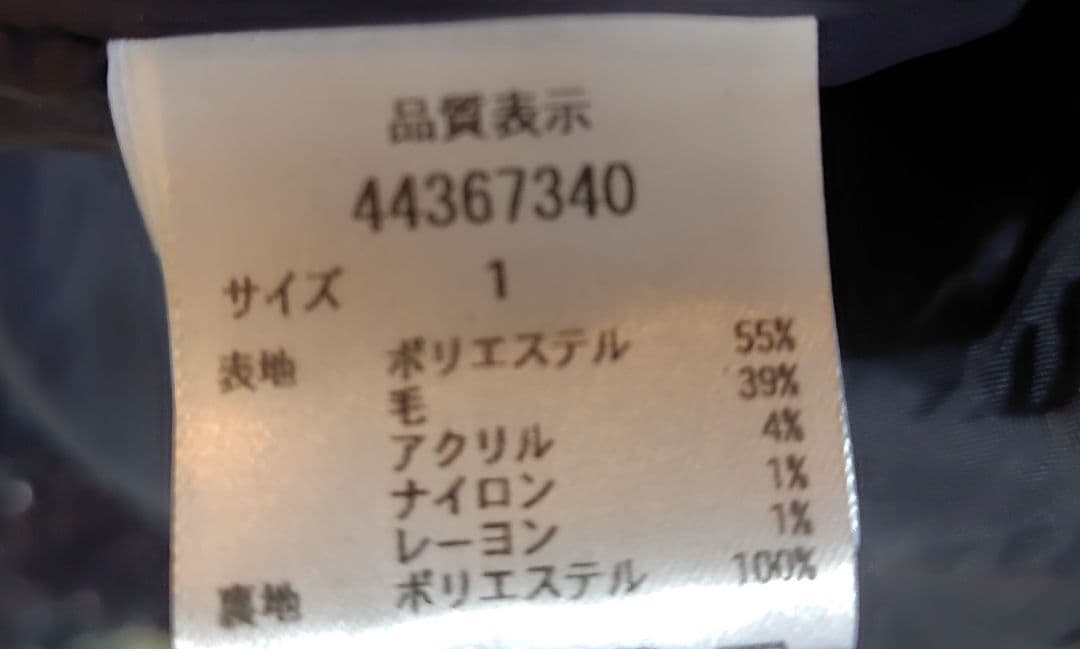 品質表示
44367340
サイズ 1
表地 ポリエステル 55%
毛 39%
アクリル 4%
ナイロン 1%
レーヨン 1%
裏地 ポリエステル 100%